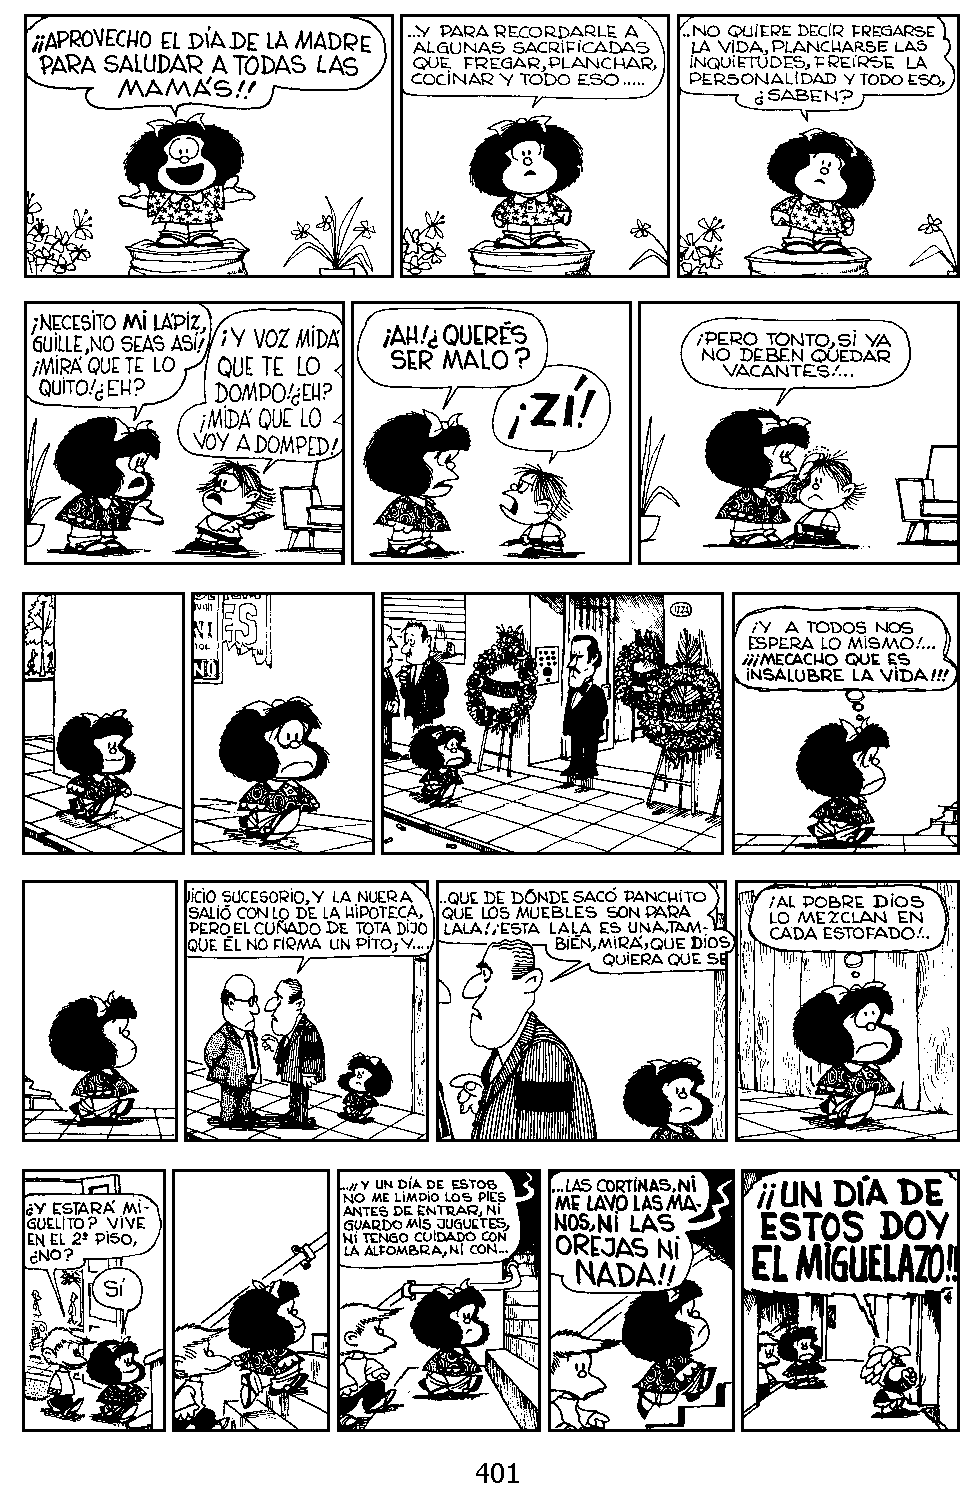 ¡¡APROVECHO EL DÍA DE LA MADRE
PARA SALUDAR A TODAS LAS
MAMÁS!!
..Y PARA RECORDARLE A
ALGUNAS SACRIFICADAS
QUE FREGAR, PLANCHAR,
COCINAR Y TODO ESO.....
..NO QUIERE DECIR FREGARSE
LA VIDA, PLANCHARSE LAS
INQUIETUDES, FREÍRSE LA
PERSONALIDAD Y TODO ESO,
¿SABEN?
¡NECESITO MI LÁPIZ,
GUILLE, NO SEAS ASÍ!
¡MIRÁ QUE TE LO
QUITO!¿EH?
¡Y VOZ MIDÁ
QUE TE LO
DOMPO!¿EH?
¡MIDÁ QUE LO
VOY A DOMPED!
¡AH!¿QUERÉS
SER MALO?
¡ZÍ!
¡PERO TONTO, SI YA
NO DEBEN QUEDAR
VACANTES!...
ES
NI
NO
1221
¡Y A TODOS NOS
ESPERA LO MISMO!...
¡¡¡MECACHO QUE ES
INSALUBRE LA VIDA!!!
JICIO SUCESORIO, Y LA NUERA
SALIÓ CON LO DE LA HIPOTECA,
PERO EL CUÑADO DE TOTA DIJO
QUE ÉL NO FIRMA UN PITO, Y...
..QUE DE DÓNDE SACÓ PANCHITO
QUE LOS MUEBLES SON PARA
LALA!¡ESTA LALA ES UNA, TAM-
BIÉN, MIRÁ, QUE DIOS
QUIERA QUE SE
¡AL POBRE DIOS
LO MEZCLAN EN
CADA ESTOFADO!..
¿Y ESTARÁ MI-
GUELITO? VIVE
EN EL 2º PISO,
¿NO?
SÍ
...¡¡Y UN DÍA DE ESTOS
NO ME LIMPIO LOS PIES
ANTES DE ENTRAR, NI
GUARDO MIS JUGUETES,
NI TENGO CUIDADO CON
LA ALFOMBRA, NI CON...
...LAS CORTINAS, NI
ME LAVO LAS MA-
NOS, NI LAS
OREJAS NI
NADA!!
¡¡UN DÍA DE
ESTOS DOY
EL MIGUELAZO!!
401